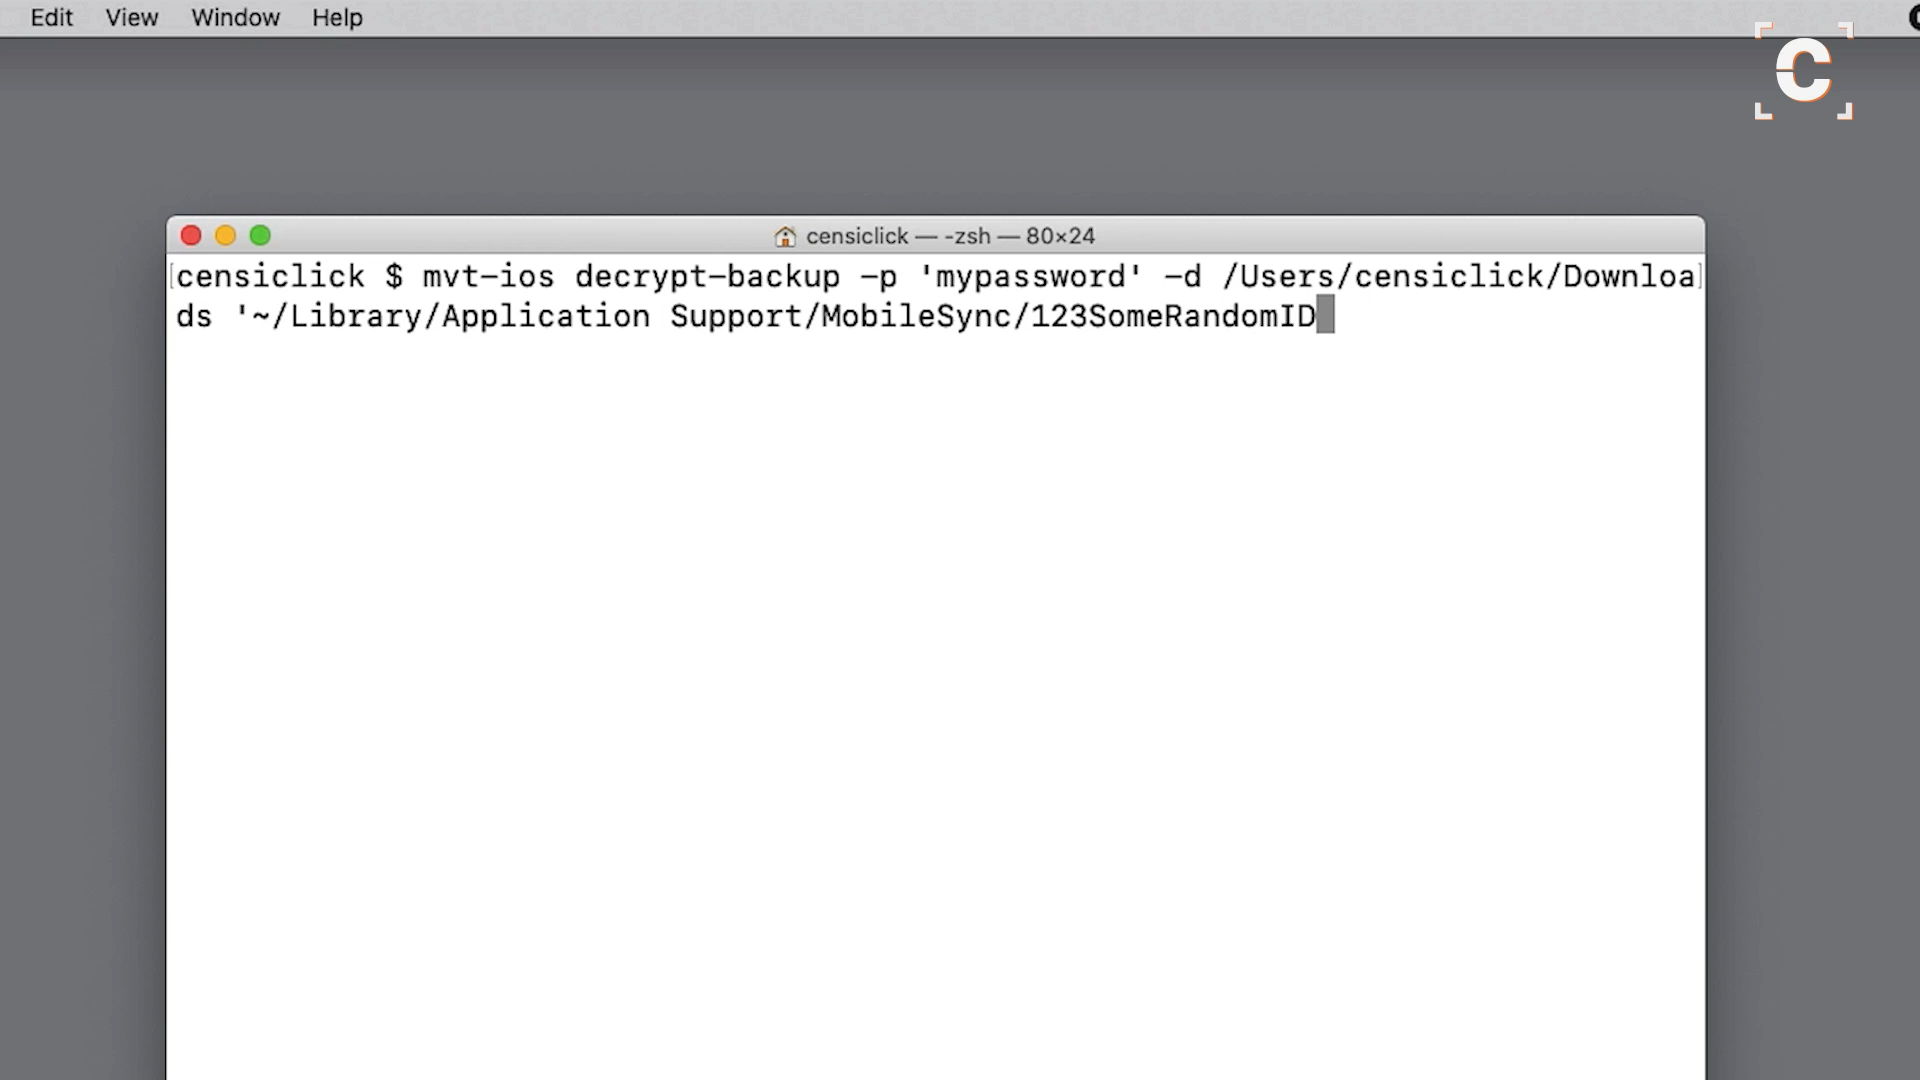 Edit View Window Help
C
censiclick — -zsh — 80×24
censiclick $ mvt-ios decrypt-backup -p 'mypassword' -d /Users/censiclick/Downloa
ds '~/Library/Application Support/MobileSync/123SomeRandomID